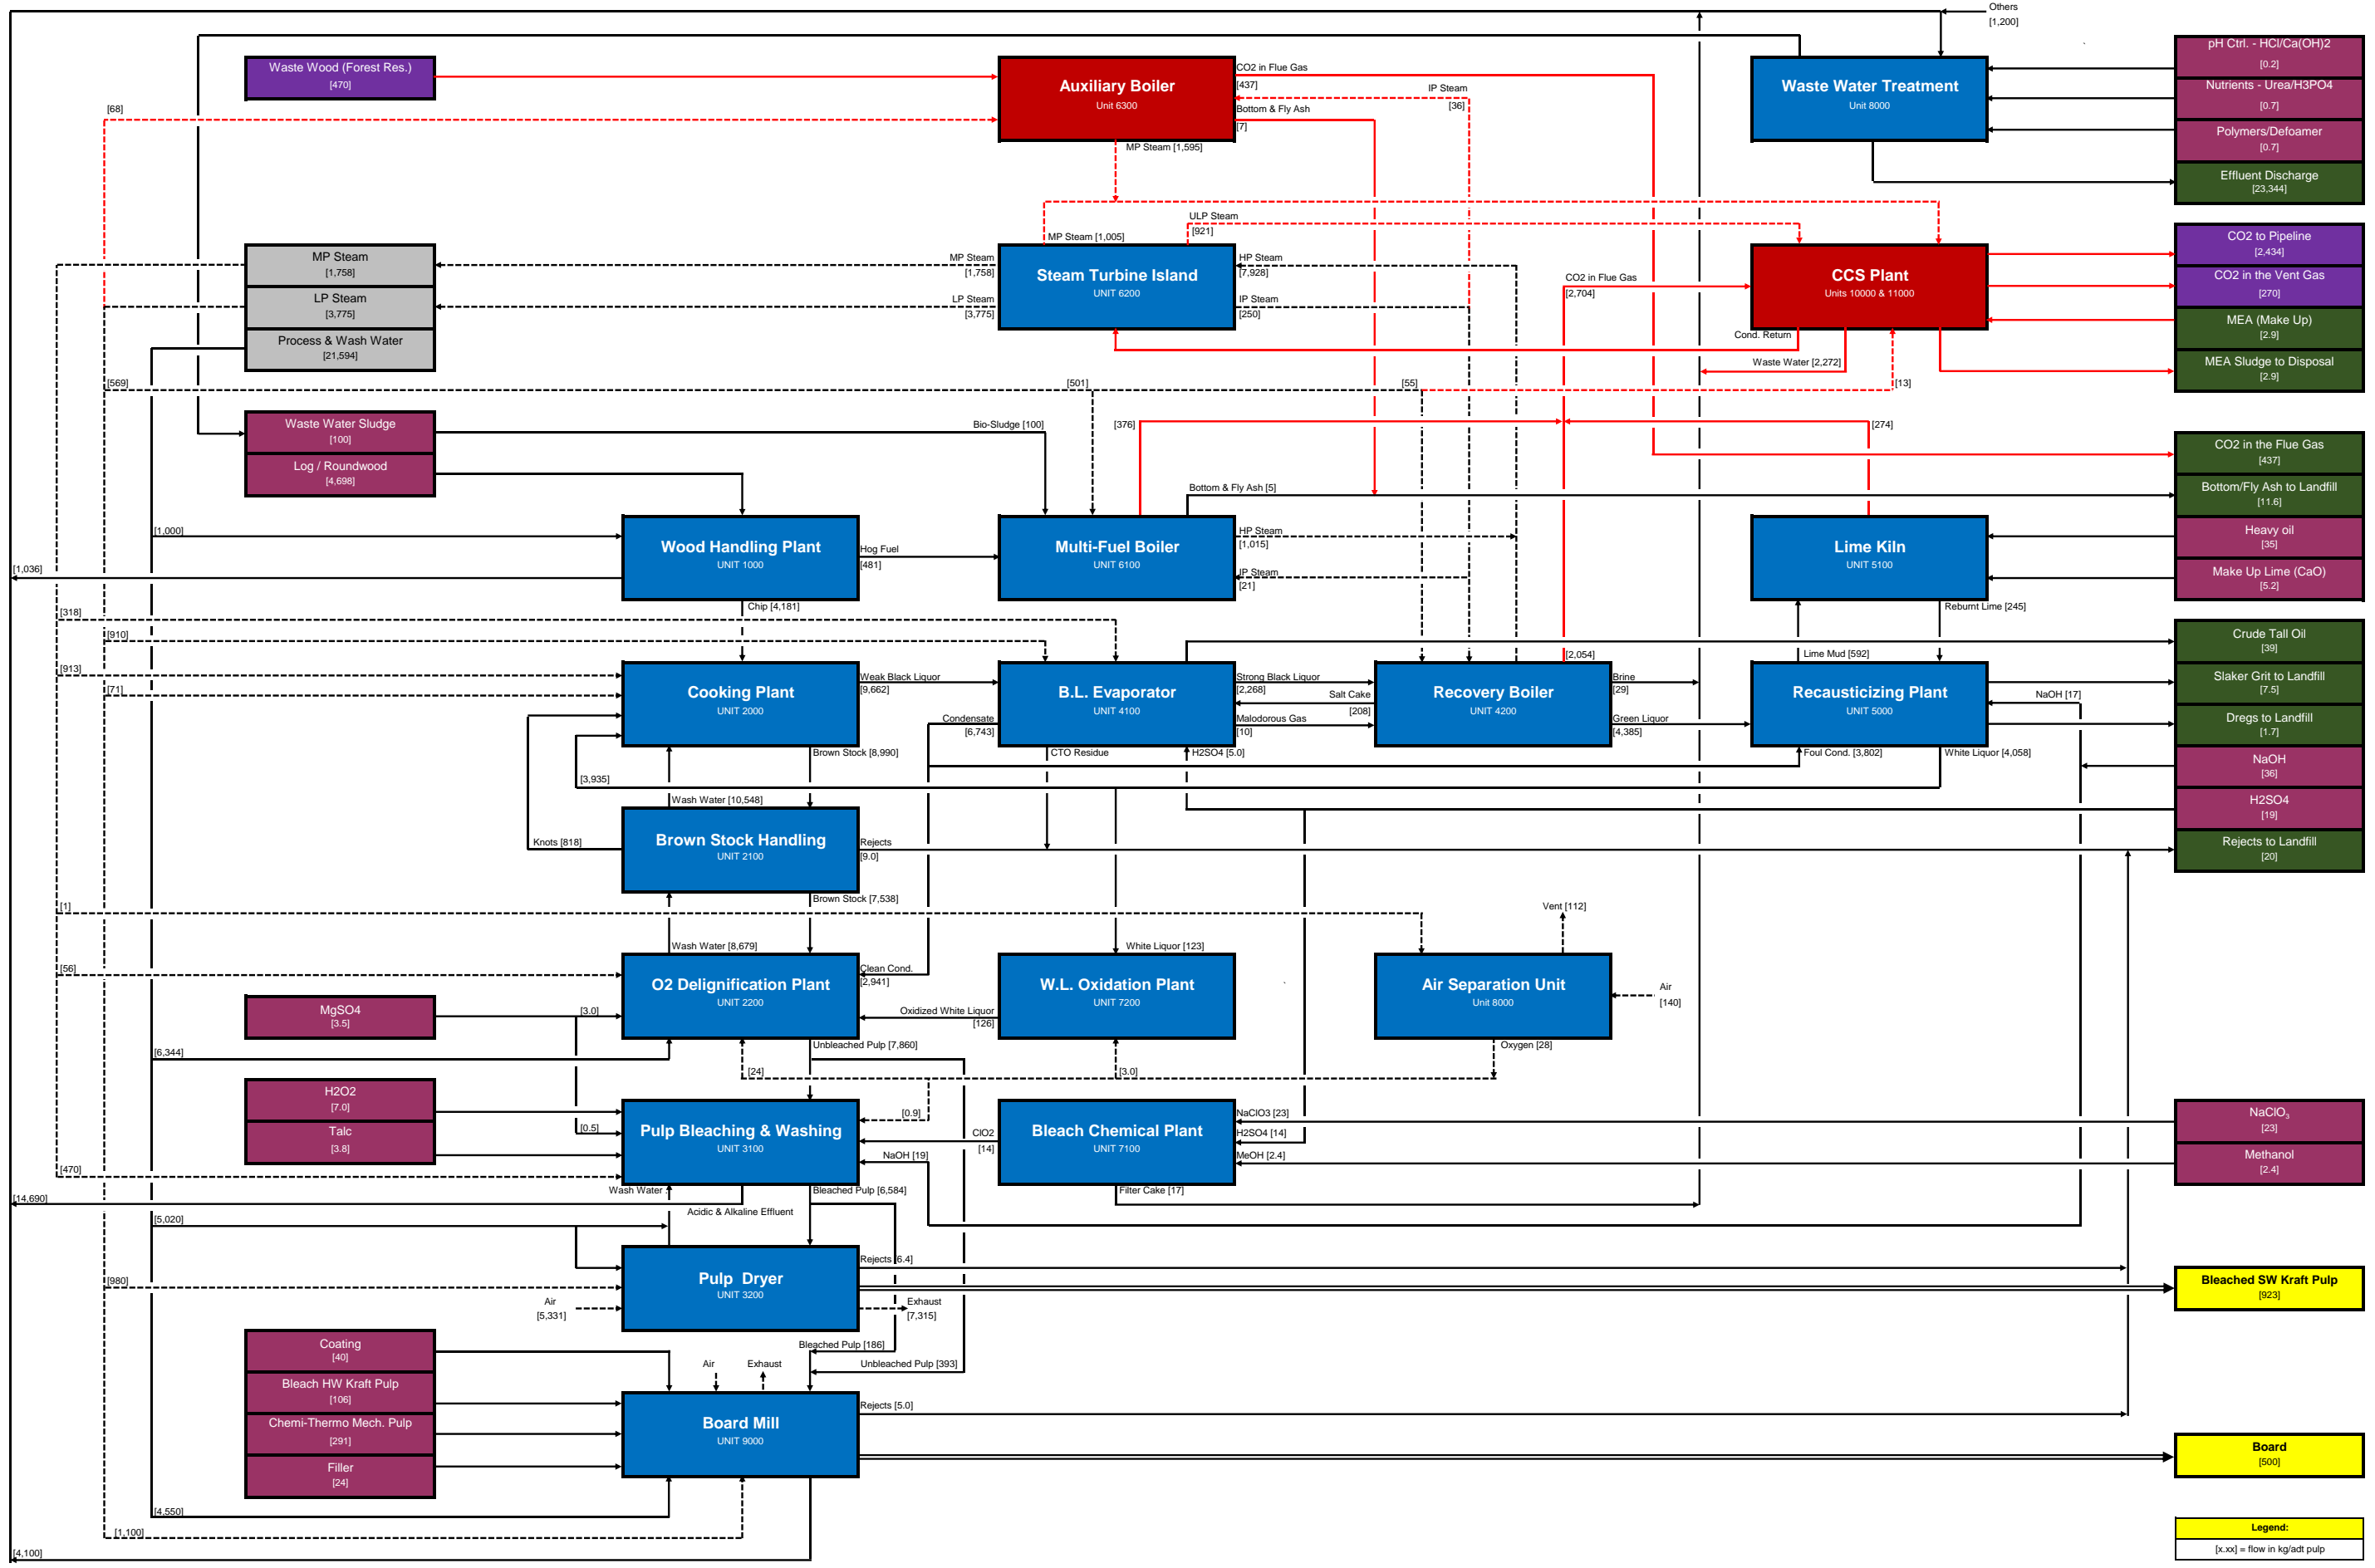 Others
[1,200]
Waste Wood (Forest Res.)
[470]
Auxiliary Boiler
Unit 6300
CO2 in Flue Gas
[437]
IP Steam
[36]
Bottom & Fly Ash
[7]
MP Steam [1,595]
Waste Water Treatment
Unit 8000
pH Ctrl. - HCl/Ca(OH)2
[0.2]
Nutrients - Urea/H3PO4
[0.7]
Polymers/Defoamer
[0.7]
Effluent Discharge
[23,344]
[68]
MP Steam
[1,758]
LP Steam
[3,775]
Process & Wash Water
[21,594]
MP Steam
[1,758]
LP Steam
[3,775]
MP Steam [1,005]
ULP Steam
[921]
Steam Turbine Island
UNIT 6200
HP Steam
[7,928]
IP Steam
[250]
CO2 in Flue Gas
[2,704]
CCS Plant
Units 10000 & 11000
Cond. Return
Waste Water [2,272]
CO2 to Pipeline
[2,434]
CO2 in the Vent Gas
[270]
MEA (Make Up)
[2.9]
MEA Sludge to Disposal
[2.9]
[569]
[501]
[55]
[13]
Waste Water Sludge
[100]
Log / Roundwood
[4,698]
Bio-Sludge [100]
[376]
[274]
CO2 in the Flue Gas
[437]
Bottom/Fly Ash to Landfill
[11.6]
Heavy oil
[35]
Make Up Lime (CaO)
[5.2]
Bottom & Fly Ash [5]
[1,000]
[1,036]
Wood Handling Plant
UNIT 1000
Hog Fuel
[481]
Chip [4,181]
Multi-Fuel Boiler
UNIT 6100
HP Steam
[1,015]
IP Steam
[21]
Lime Kiln
UNIT 5100
Reburnt Lime [245]
Lime Mud [592]
[318]
[910]
[913]
[71]
Cooking Plant
UNIT 2000
Weak Black Liquor
[9,662]
Condensate
[6,743]
Brown Stock [8,990]
B.L. Evaporator
UNIT 4100
Strong Black Liquor
[2,268]
Salt Cake
[208]
Malodorous Gas
[10]
CTO Residue
H2SO4 [5.0]
Recovery Boiler
UNIT 4200
[2,054]
Brine
[29]
Green Liquor
[4,385]
Recausticizing Plant
UNIT 5000
NaOH [17]
Foul Cond. [3,802]
White Liquor [4,058]
Crude Tall Oil
[39]
Slaker Grit to Landfill
[7.5]
Dregs to Landfill
[1.7]
NaOH
[36]
H2SO4
[19]
Rejects to Landfill
[20]
[3,935]
Wash Water [10,548]
Brown Stock Handling
UNIT 2100
Knots [818]
Rejects
[9.0]
Brown Stock [7,538]
[1]
Vent [112]
Wash Water [8,679]
White Liquor [123]
[56]
O2 Delignification Plant
UNIT 2200
Clean Cond.
[2,941]
Oxidized White Liquor
[126]
W.L. Oxidation Plant
UNIT 7200
Air Separation Unit
Unit 8000
Air
[140]
Oxygen [28]
MgSO4
[3.5]
[3.0]
[6,344]
Unbleached Pulp [7,860]
[24]
[3.0]
H2O2
[7.0]
Talc
[3.8]
[0.5]
[470]
Pulp Bleaching & Washing
UNIT 3100
[0.9]
ClO2
[14]
NaOH [19]
Bleach Chemical Plant
UNIT 7100
NaClO3 [23]
H2SO4 [14]
MeOH [2.4]
Filter Cake [17]
NaClO₃
[23]
Methanol
[2.4]
[14,690]
Wash Water
Bleached Pulp [6,584]
Acidic & Alkaline Effluent
[5,020]
[980]
Pulp Dryer
UNIT 3200
Rejects [6.4]
Air
[5,331]
Exhaust
[7,315]
Bleached SW Kraft Pulp
[923]
Bleached Pulp [186]
Unbleached Pulp [393]
Coating
[40]
Bleach HW Kraft Pulp
[106]
Chemi-Thermo Mech. Pulp
[291]
Filler
[24]
Air
Exhaust
Board Mill
UNIT 9000
Rejects [5.0]
Board
[500]
[4,550]
[1,100]
[4,100]
Legend:
[x.xx] = flow in kg/adt pulp